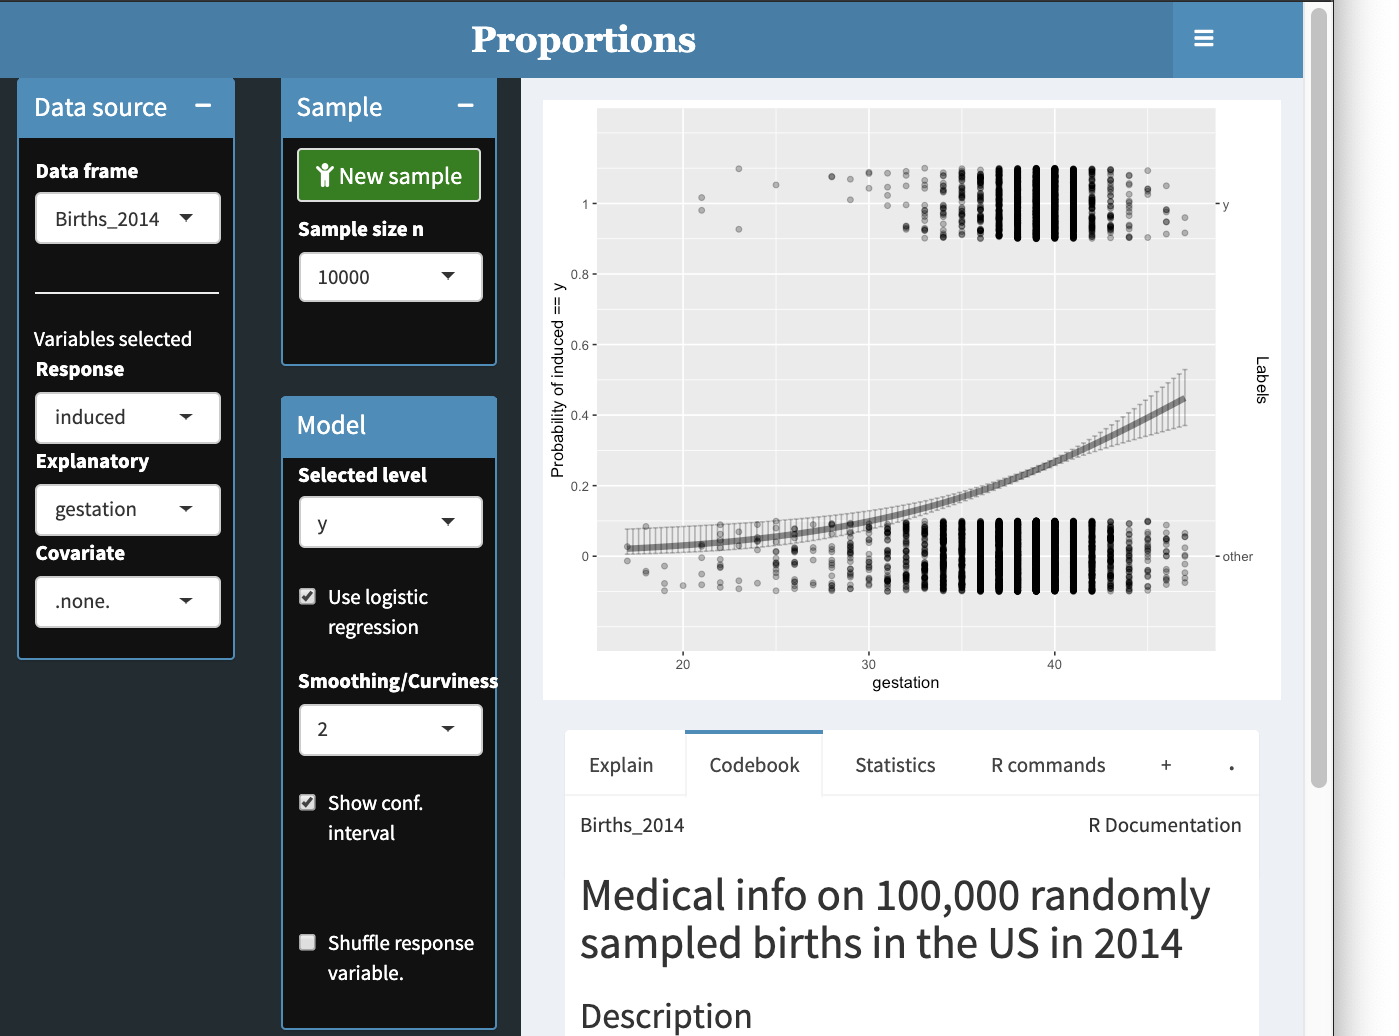 Proportions
Data source
Data frame
Births_2014
Variables selected
Response
induced
Explanatory
gestation
Covariate
.none.
Sample
New sample
Sample size n
10000
Model
Selected level
y
Use logistic
regression
Smoothing/Curviness
2
Show conf.
interval
Shuffle response
variable.
Probability of induced == y
1
0.8
0.6
0.4
0.2
0
y
other
Labels
20 30 40
gestation
Explain Codebook Statistics R commands + .
Births_2014 R Documentation
Medical info on 100,000 randomly
sampled births in the US in 2014
Description